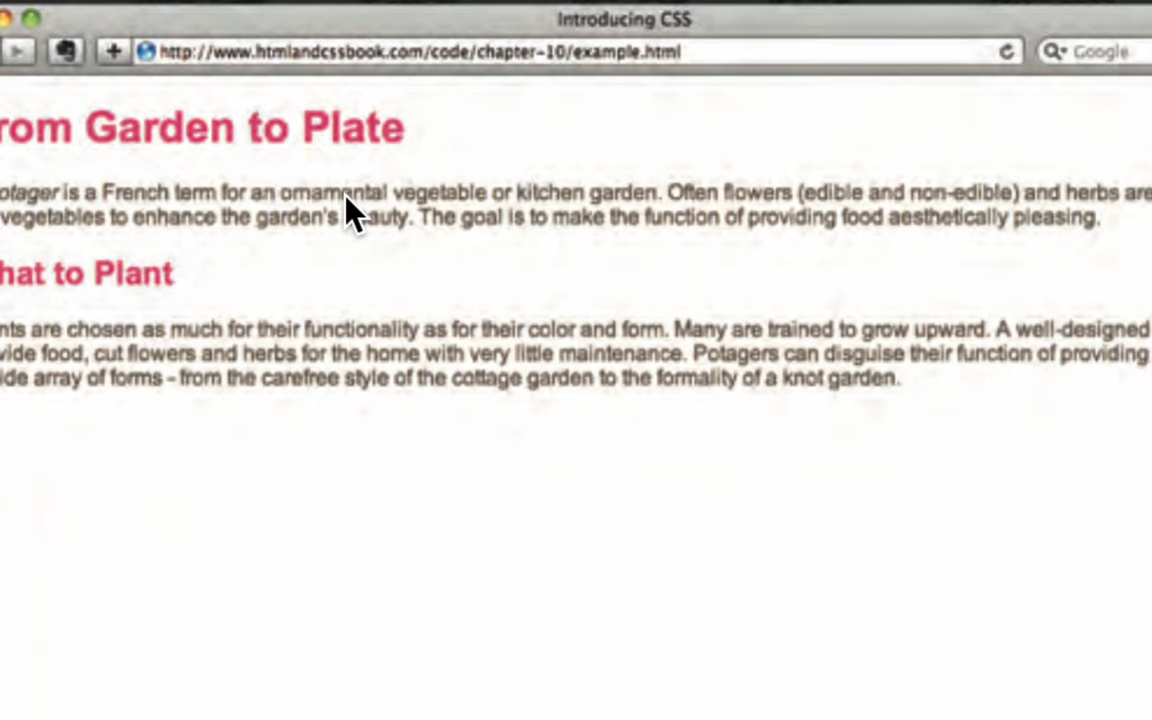 Introducing CSS
http://www.htmlandcssbook.com/code/chapter-10/example.html
Google
rom Garden to Plate
otager is a French term for an ornamental vegetable or kitchen garden. Often flowers (edible and non-edible) and herbs are
vegetables to enhance the garden's auty. The goal is to make the function of providing food aesthetically pleasing.
hat to Plant
nts are chosen as much for their functionality as for their color and form. Many are trained to grow upward. A well-designed
vide food, cut flowers and herbs for the home with very little maintenance. Potagers can disguise their function of providing
ide array of forms - from the carefree style of the cottage garden to the formality of a knot garden.